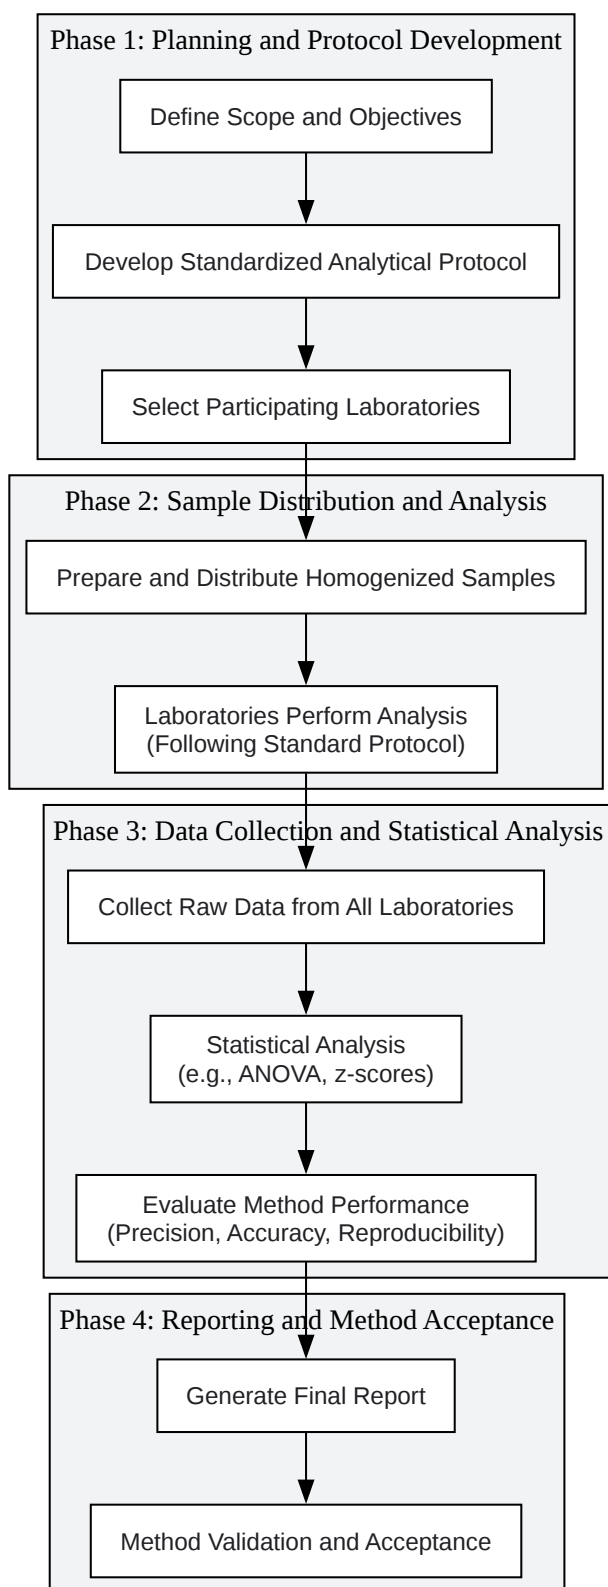 Phase 1: Planning and Protocol Development
Define Scope and Objectives
Develop Standardized Analytical Protocol
Select Participating Laboratories
Phase 2: Sample Distribution and Analysis
Prepare and Distribute Homogenized Samples
Laboratories Perform Analysis
(Following Standard Protocol)
Phase 3: Data Collection and Statistical Analysis
Collect Raw Data from All Laboratories
Statistical Analysis
(e.g., ANOVA, z-scores)
Evaluate Method Performance
(Precision, Accuracy, Reproducibility)
Phase 4: Reporting and Method Acceptance
Generate Final Report
Method Validation and Acceptance